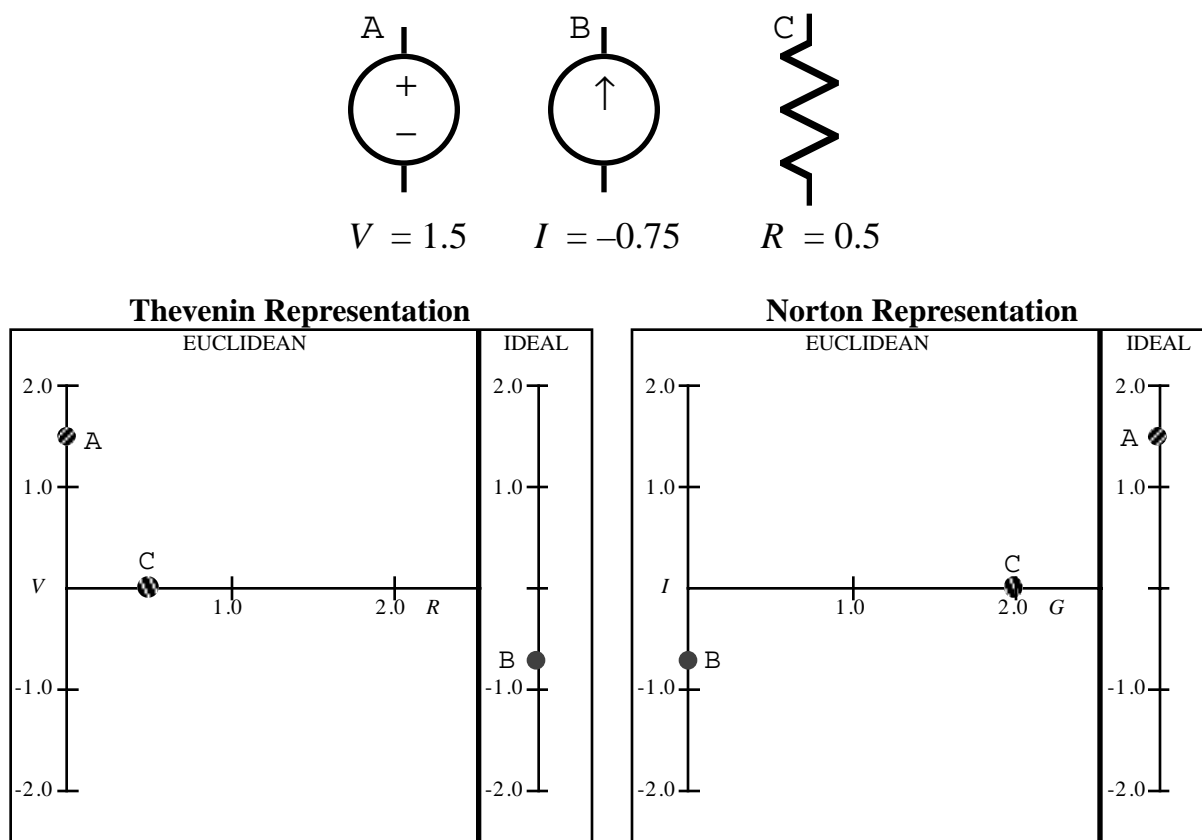 A B C
+
–
↑
V = 1.5 I = –0.75 R = 0.5
Thevenin Representation Norton Representation
EUCLIDEAN IDEAL EUCLIDEAN IDEAL
2.0 2.0 2.0 2.0
A A
1.0 1.0 1.0 1.0
C C
V I
1.0 2.0 R 1.0 2.0 G
B B
-1.0 -1.0 -1.0 -1.0
-2.0 -2.0 -2.0 -2.0